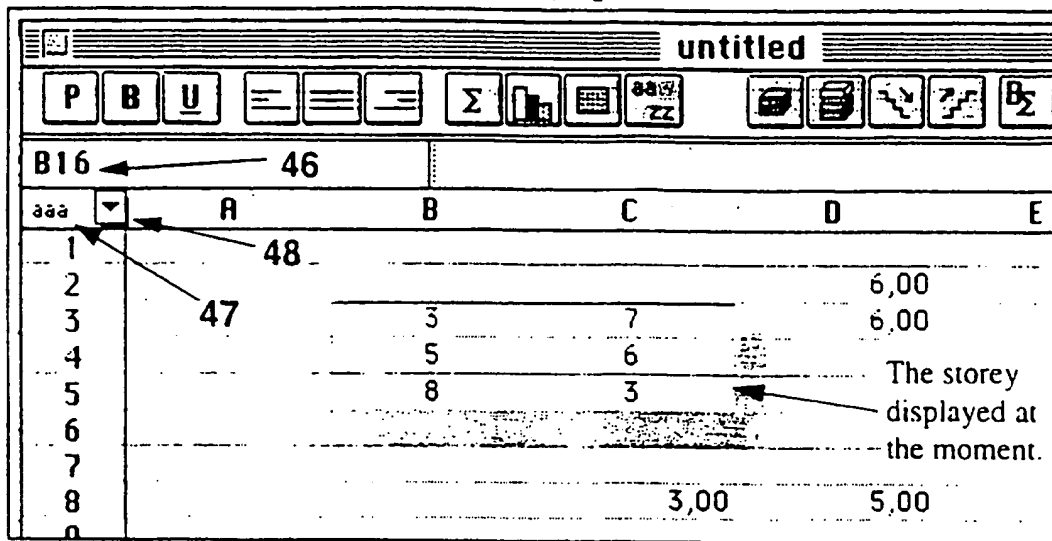 untitled
P B U Σ aa zz BΣ
B16 46
aaa A B C D E
1 48
2 6,00
3 47 3 7 6,00
4 5 6
5 8 3 The storey
displayed at
6 the moment.
7
8 3,00 5,00